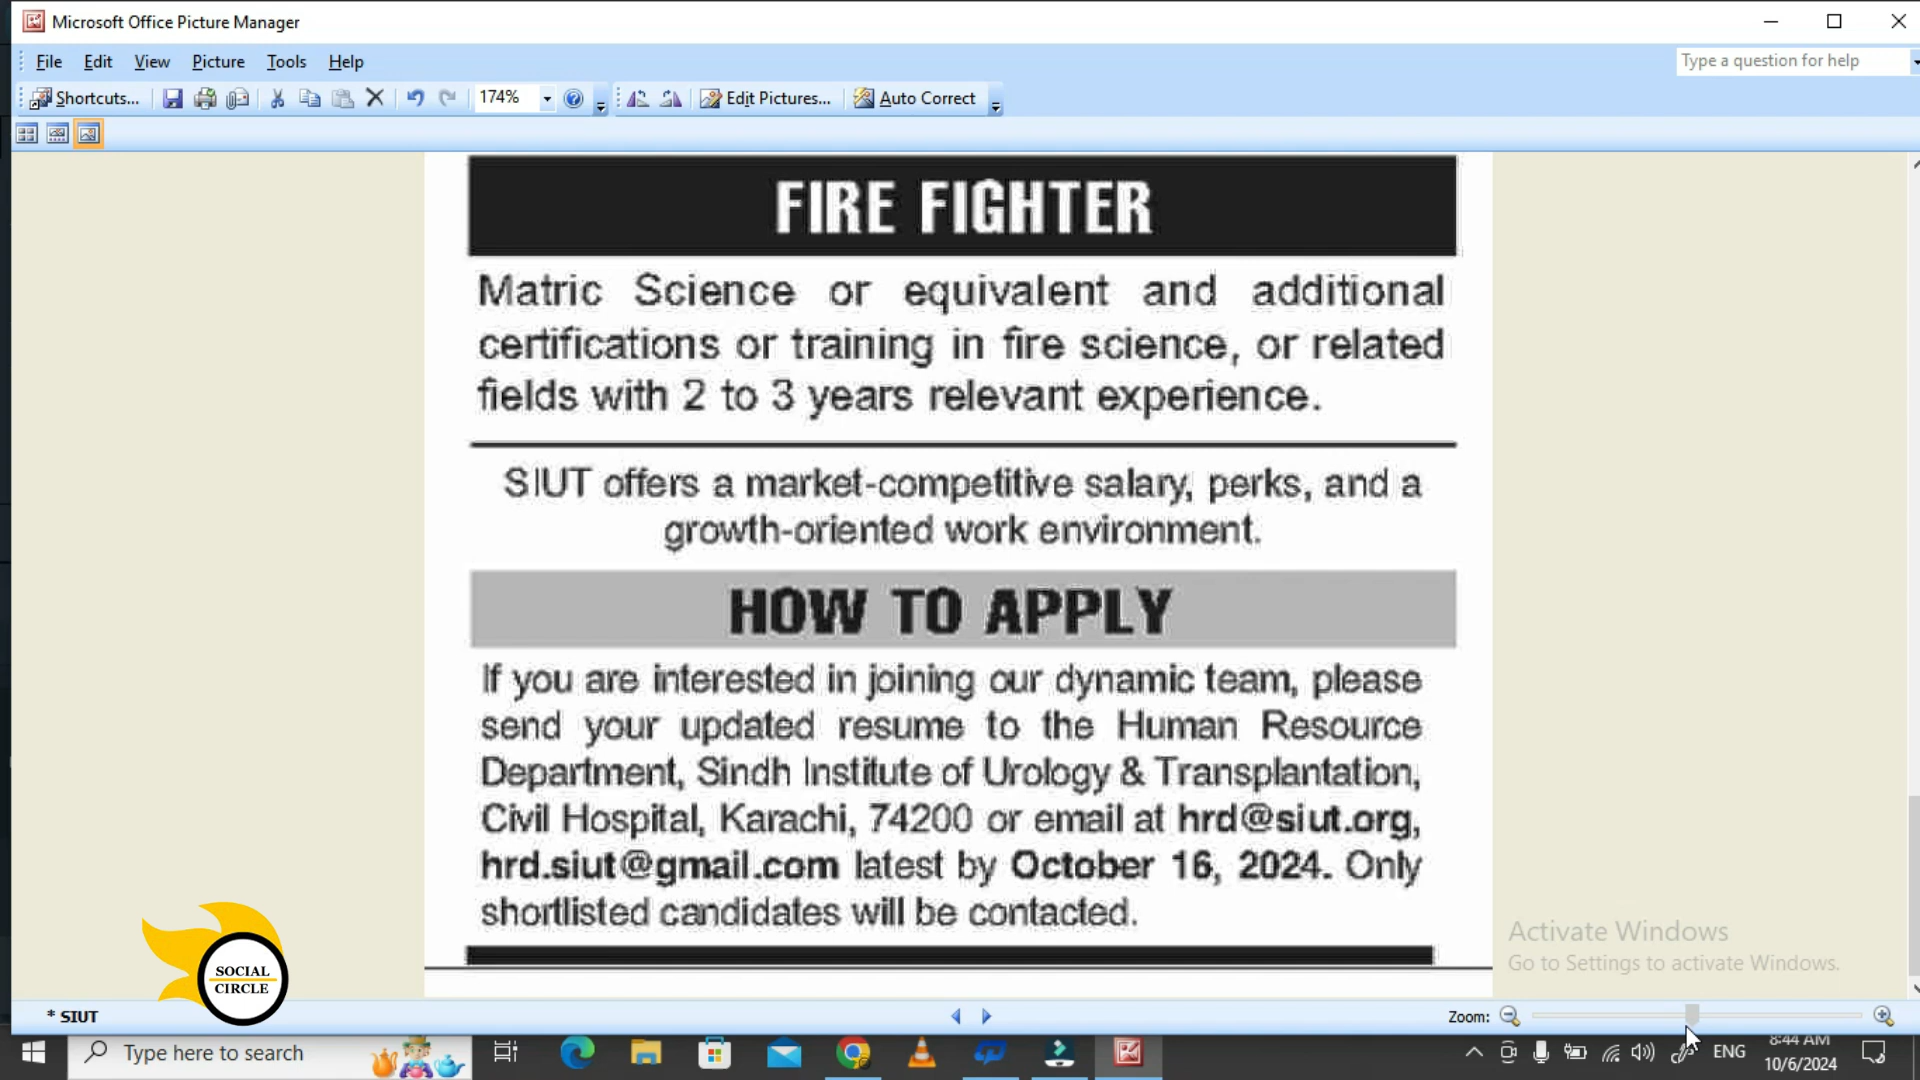 Microsoft Office Picture Manager
File Edit View Picture Tools Help
Type a question for help
Shortcuts... 174% Edit Pictures... Auto Correct
FIRE FIGHTER
Matric Science or equivalent and additional
certifications or training in fire science, or related
fields with 2 to 3 years relevant experience.
SIUT offers a market-competitive salary, perks, and a
growth-oriented work environment.
HOW TO APPLY
If you are interested in joining our dynamic team, please
send your updated resume to the Human Resource
Department, Sindh Institute of Urology & Transplantation,
Civil Hospital, Karachi, 74200 or email at hrd@siut.org,
hrd.siut@gmail.com latest by October 16, 2024. Only
shortlisted candidates will be contacted.
SOCIAL
CIRCLE
Activate Windows
Go to Settings to activate Windows.
* SIUT
Zoom:
Type here to search
ENG
8:44 AM
10/6/2024